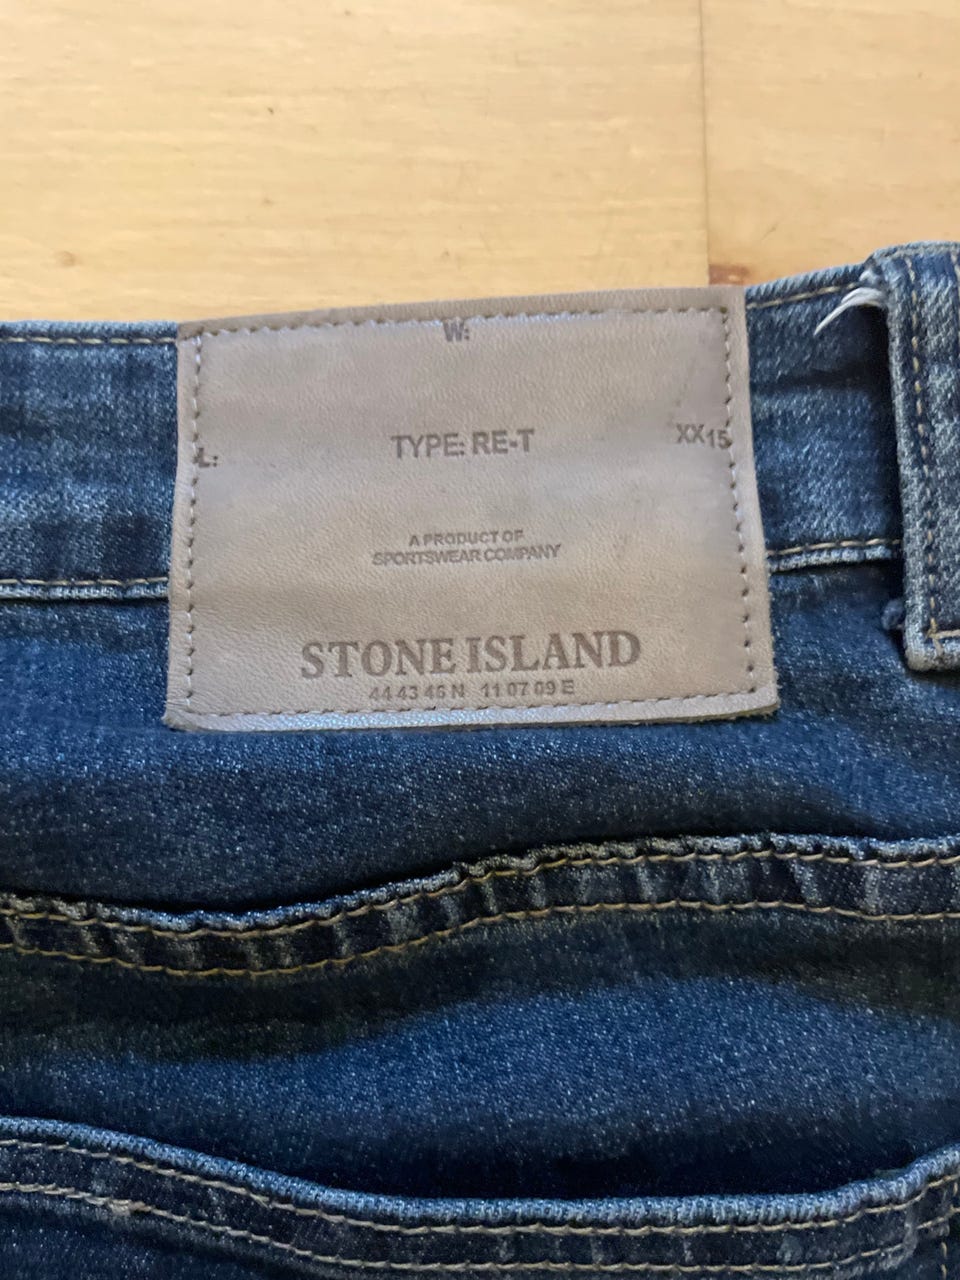 W:
L:
TYPE: RE-T
XX15
A PRODUCT OF
SPORTSWEAR COMPANY
STONE ISLAND
44 43 46 N 11 07 09 E